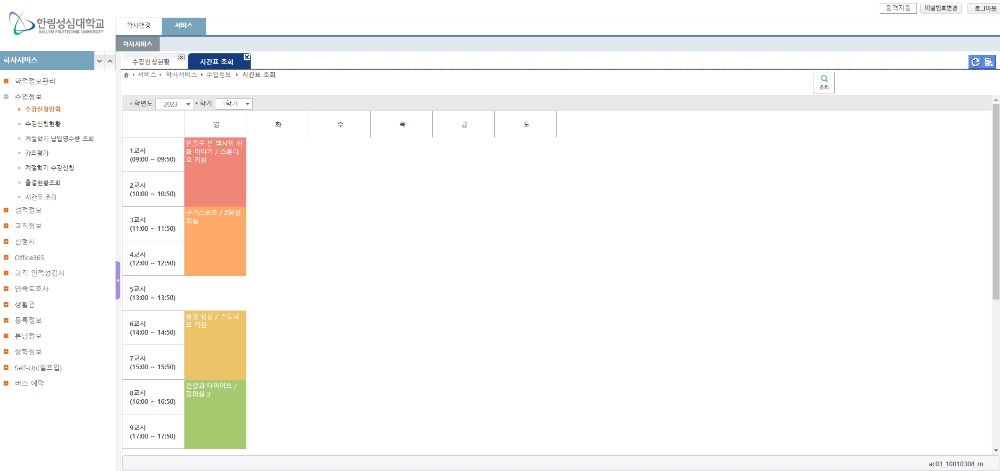 원격지원
비밀번호변경
로그아웃
한림성심대학교
HALLYM POLYTECHNIC UNIVERSITY
학사행정
서비스
학사서비스
학사서비스
수강신청현황
시간표 조회
서비스
학사서비스
수업정보
시간표 조회
조회
* 학년도
2023
* 학기
1학기
학적정보관리
수업정보
수강신청입력
수강신청현황
계절학기 납입영수증 조회
강의평가
계절학기 수강신청
출결현황조회
시간표 조회
성적정보
교직정보
신청서
Office365
교직 인적성검사
만족도조사
생활관
등록정보
분납정보
장학정보
Self-Up(셀프업)
버스 예약
월
화
수
목
금
토
1교시
(09:00 ~ 09:50)
인물로 본 역사와 신
화 이야기 / 스튜디
오 키친
2교시
(10:00 ~ 10:50)
3교시
(11:00 ~ 11:50)
구기스포츠 / 256강
의실
4교시
(12:00 ~ 12:50)
5교시
(13:00 ~ 13:50)
6교시
(14:00 ~ 14:50)
생활 법률 / 스튜디
오 키친
7교시
(15:00 ~ 15:50)
8교시
(16:00 ~ 16:50)
건강과 다이어트 /
강의실 3
9교시
(17:00 ~ 17:50)
ac03_10010308_m